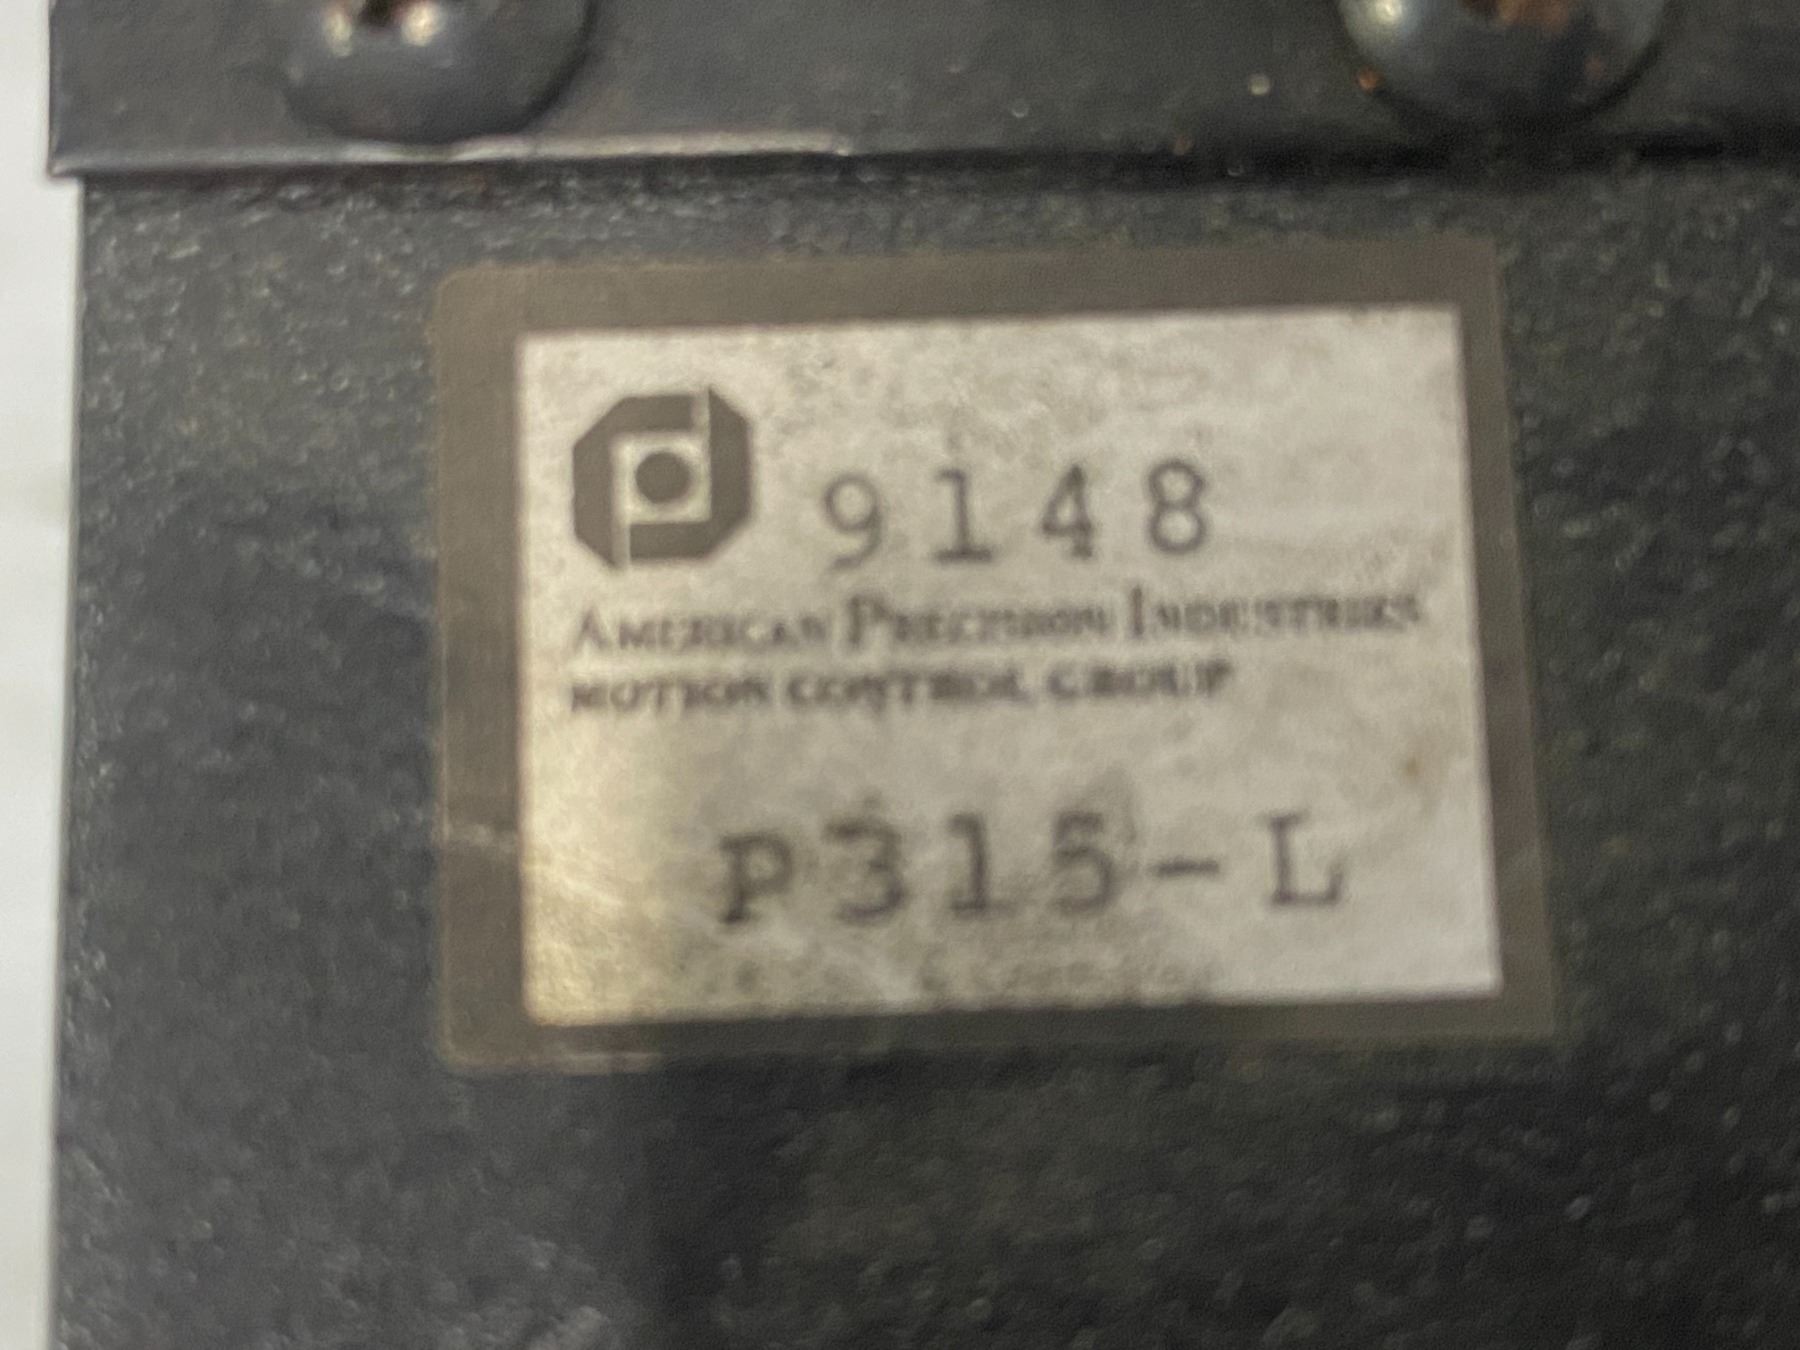 9148
AMERICAN PRECISION INDUSTRIES
MOTION CONTROL GROUP
P315-L